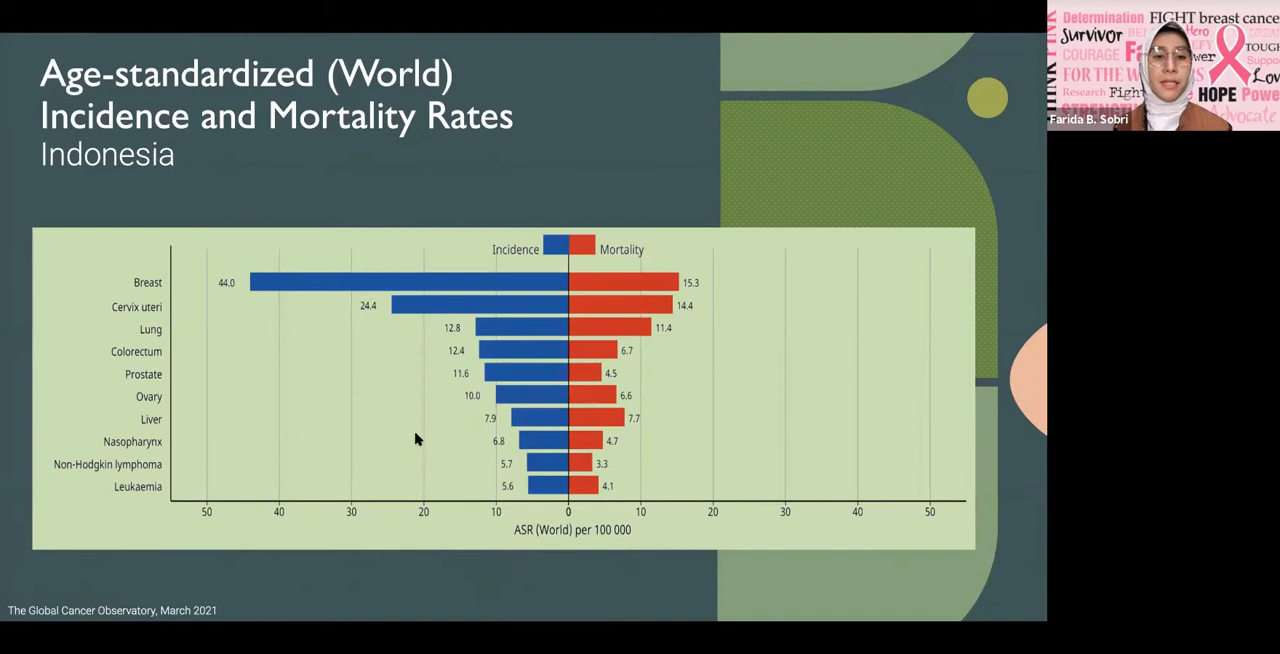 Age-standardized (World)
Incidence and Mortality Rates
Indonesia
Incidence Mortality
Breast 44.0 15.3
Cervix uteri 24.4 14.4
Lung 12.8 11.4
Colorectum 12.4 6.7
Prostate 11.6 4.5
Ovary 10.0 6.6
Liver 7.9 7.7
Nasopharynx 6.8 4.7
Non-Hodgkin lymphoma 5.7 3.3
Leukaemia 5.6 4.1
50 40 30 20 10 0 10 20 30 40 50
ASR (World) per 100 000
The Global Cancer Observatory, March 2021
Determination FIGHT breast cance
Survivor Hero
COURAGE TOUG
FOR THE
Research Fight HOPE Powe
Advocate
Farida B. Sobri